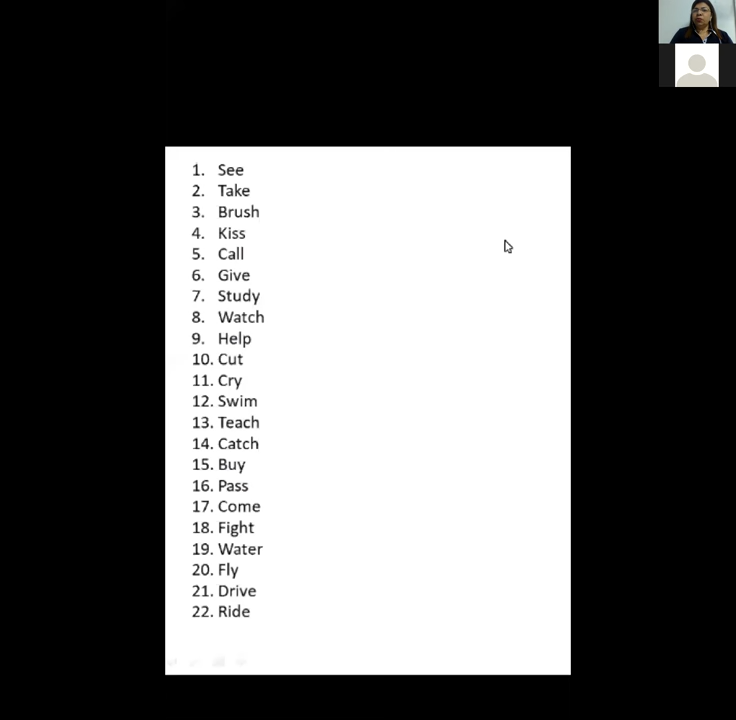 1. See
2. Take
3. Brush
4. Kiss
5. Call
6. Give
7. Study
8. Watch
9. Help
10. Cut
11. Cry
12. Swim
13. Teach
14. Catch
15. Buy
16. Pass
17. Come
18. Fight
19. Water
20. Fly
21. Drive
22. Ride